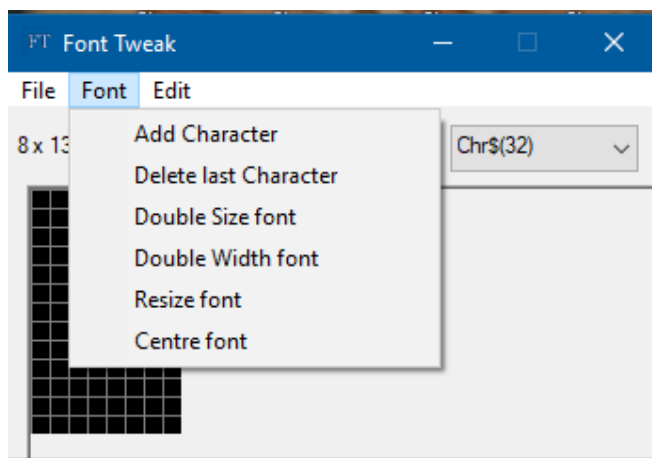 FT Font Tweak
File Font Edit
8 x 13
Chr$(32)
Add Character
Delete last Character
Double Size font
Double Width font
Resize font
Centre font